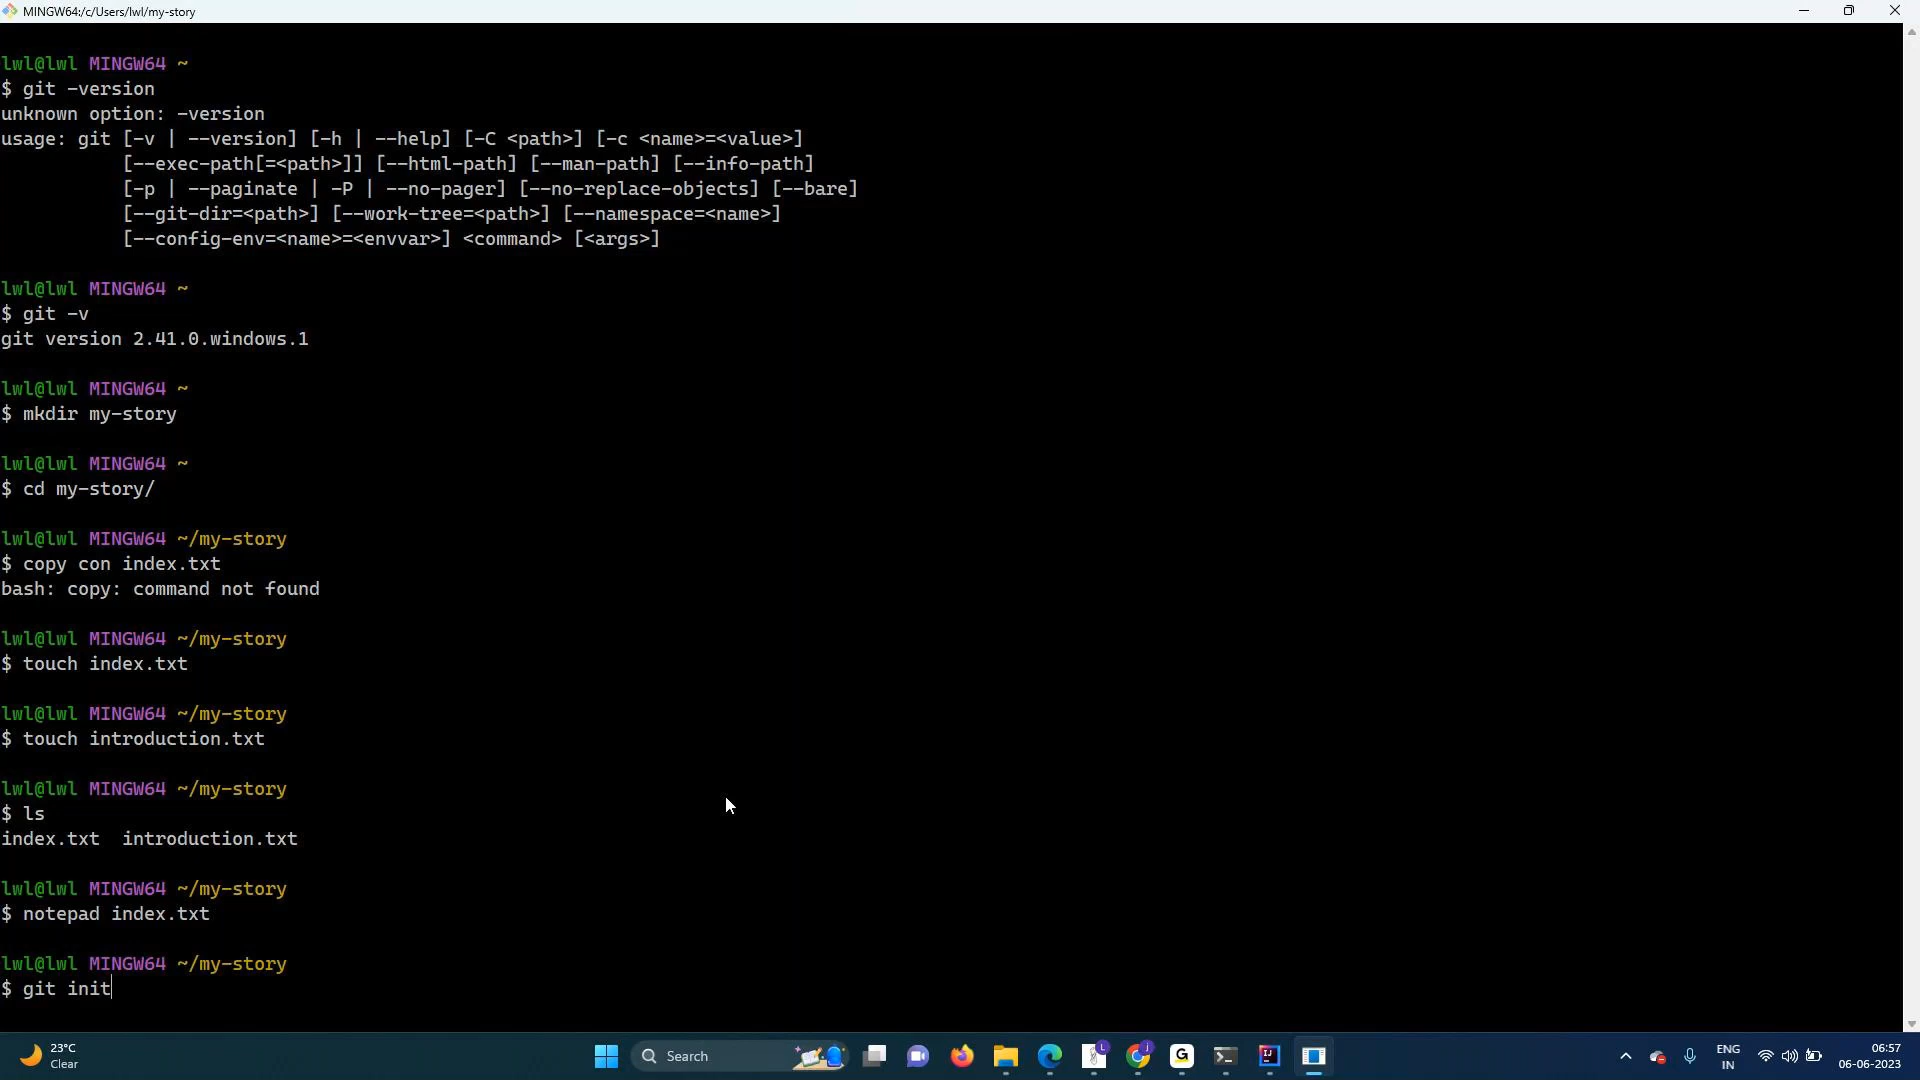 MINGW64:/c/Users/lwl/my-story
lwl@lwl MINGW64 ~
$ git -version
unknown option: -version
usage: git [-v | --version] [-h | --help] [-C <path>] [-c <name>=<value>]
[--exec-path[=<path>]] [--html-path] [--man-path] [--info-path]
[-p | --paginate | -P | --no-pager] [--no-replace-objects] [--bare]
[--git-dir=<path>] [--work-tree=<path>] [--namespace=<name>]
[--config-env=<name>=<envvar>] <command> [<args>]
lwl@lwl MINGW64 ~
$ git -v
git version 2.41.0.windows.1
lwl@lwl MINGW64 ~
$ mkdir my-story
lwl@lwl MINGW64 ~
$ cd my-story/
lwl@lwl MINGW64 ~/my-story
$ copy con index.txt
bash: copy: command not found
lwl@lwl MINGW64 ~/my-story
$ touch index.txt
lwl@lwl MINGW64 ~/my-story
$ touch introduction.txt
lwl@lwl MINGW64 ~/my-story
$ ls
index.txt  introduction.txt
lwl@lwl MINGW64 ~/my-story
$ notepad index.txt
lwl@lwl MINGW64 ~/my-story
$ git init
23°C
Clear
Search
ENG
IN
06:57
06-06-2023